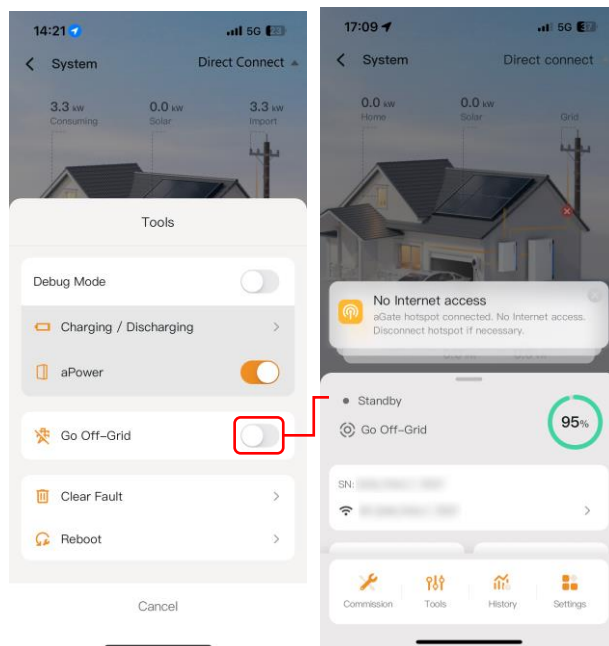 14:21
5G 23
System
Direct Connect
3.3 kW
0.0 kW
3.3 kW
Consuming
Solar
Import
Tools
Debug Mode
Charging / Discharging
aPower
Go Off-Grid
Clear Fault
Reboot
Cancel
17:09
5G
System
Direct connect
0.0 kW
0.0 kW
Home
Solar
Grid
No Internet access
aGate hotspot connected. No Internet access.
Disconnect hotspot if necessary.
Standby
Go Off-Grid
95%
SN:
Commission
Tools
History
Settings